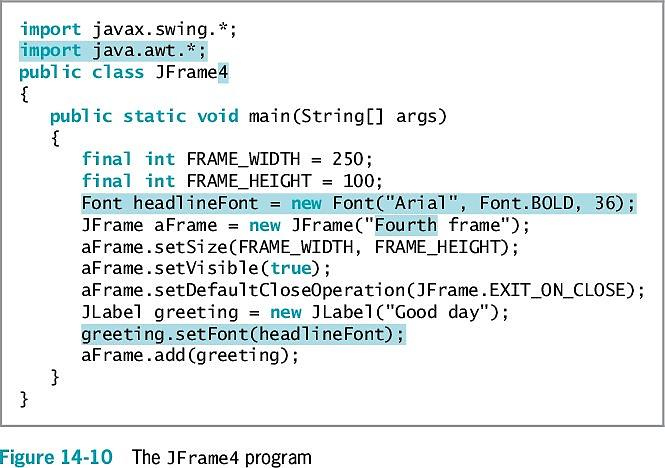 import javax.swing.*;
import java.awt.*;
public class JFrame4
{
   public static void main(String[] args)
   {
      final int FRAME_WIDTH = 250;
      final int FRAME_HEIGHT = 100;
      Font headlineFont = new Font("Arial", Font.BOLD, 36);
      JFrame aFrame = new JFrame("Fourth frame");
      aFrame.setSize(FRAME_WIDTH, FRAME_HEIGHT);
      aFrame.setVisible(true);
      aFrame.setDefaultCloseOperation(JFrame.EXIT_ON_CLOSE);
      JLabel greeting = new JLabel("Good day");
      greeting.setFont(headlineFont);
      aFrame.add(greeting);
   }
}
Figure 14-10 The JFrame4 program